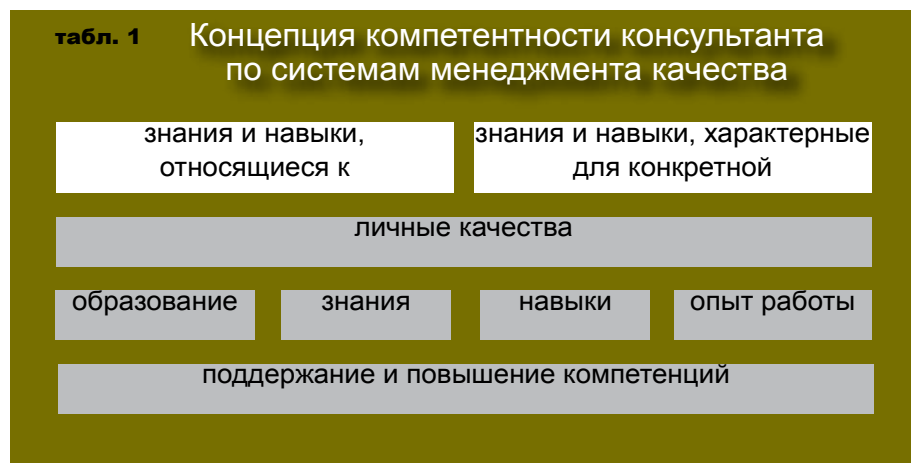 табл. 1
Концепция компетентности консультанта
по системам менеджмента качества
знания и навыки,
относящиеся к
знания и навыки, характерные
для конкретной
личные качества
образование
знания
навыки
опыт работы
поддержание и повышение компетенций